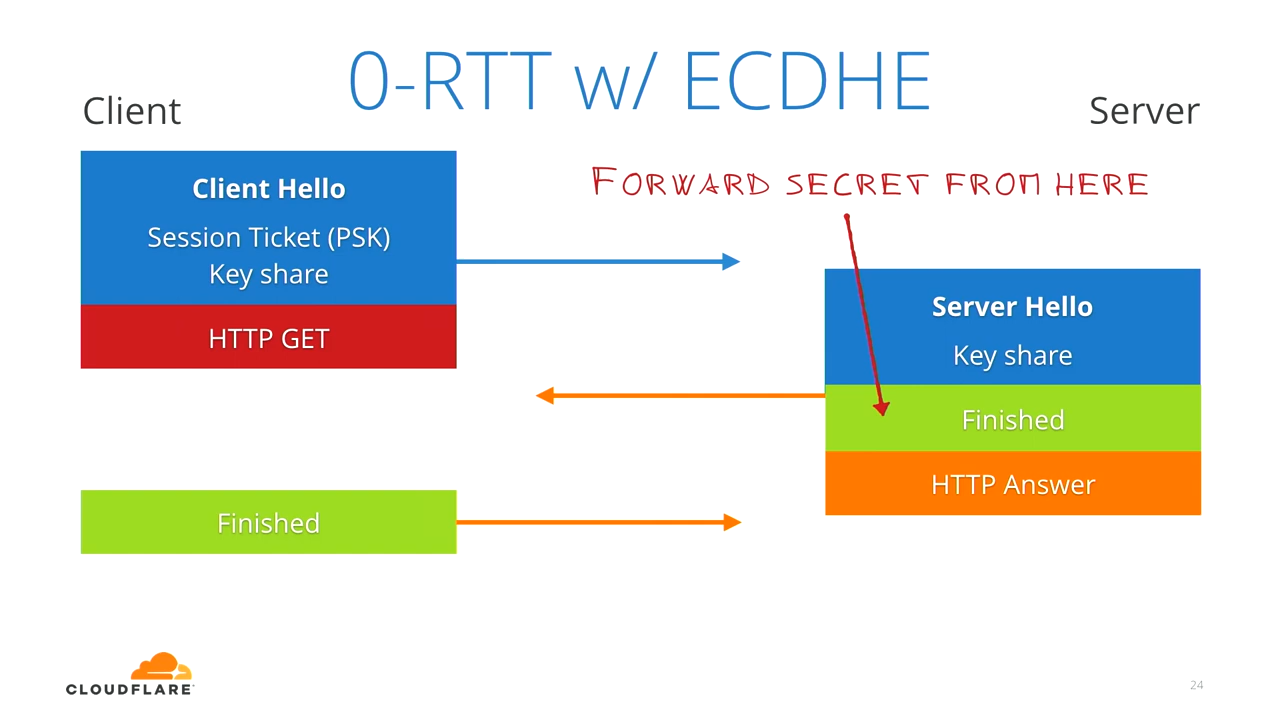 0-RTT w/ ECDHE
Client
Server
Client Hello
Session Ticket (PSK)
Key share
HTTP GET
FORWARD SECRET FROM HERE
Server Hello
Key share
Finished
HTTP Answer
Finished
CLOUDFLARE
24